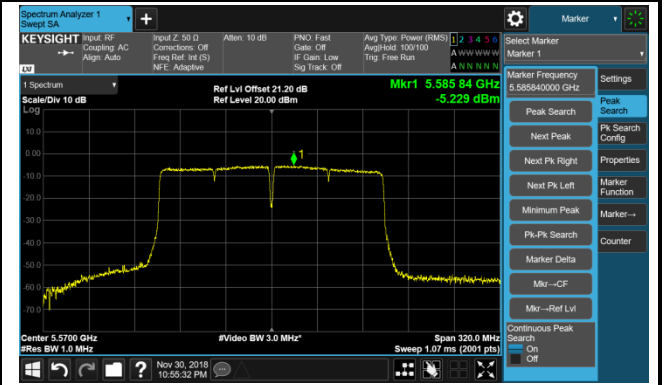 Spectrum Analyzer 1
Swept SA
+
Marker
KEYSIGHT
Input: RF
Coupling: AC
Align: Auto
Input Z: 50 Ω
Corrections: Off
Freq Ref: Int (S)
NFE: Adaptive
Atten: 10 dB
PNO: Fast
Gate: Off
IF Gain: Low
Sig Track: Off
Avg Type: Power (RMS)
Avg|Hold: 100/100
Trig: Free Run
1 2 3 4 5 6
A W W W W W
A N N N N N
LXI
Select Marker
Marker 1
1 Spectrum
Scale/Div 10 dB
Log
Ref Lvl Offset 21.20 dB
Ref Level 20.00 dBm
Mkr1 5.585 84 GHz
-5.229 dBm
10.0
0.00
-10.0
-20.0
-30.0
-40.0
-50.0
-60.0
-70.0
1
Center 5.5700 GHz
#Res BW 1.0 MHz
#Video BW 3.0 MHz*
Span 320.0 MHz
Sweep 1.07 ms (2001 pts)
Marker Frequency
5.585840000 GHz
Peak Search
Next Peak
Next Pk Right
Next Pk Left
Minimum Peak
Pk-Pk Search
Marker Delta
Mkr→CF
Mkr→Ref Lvl
Continuous Peak
Search
On
Off
Settings
Peak
Search
Pk Search
Config
Properties
Marker
Function
Marker→
Counter
?
Nov 30, 2018
10:55:32 PM